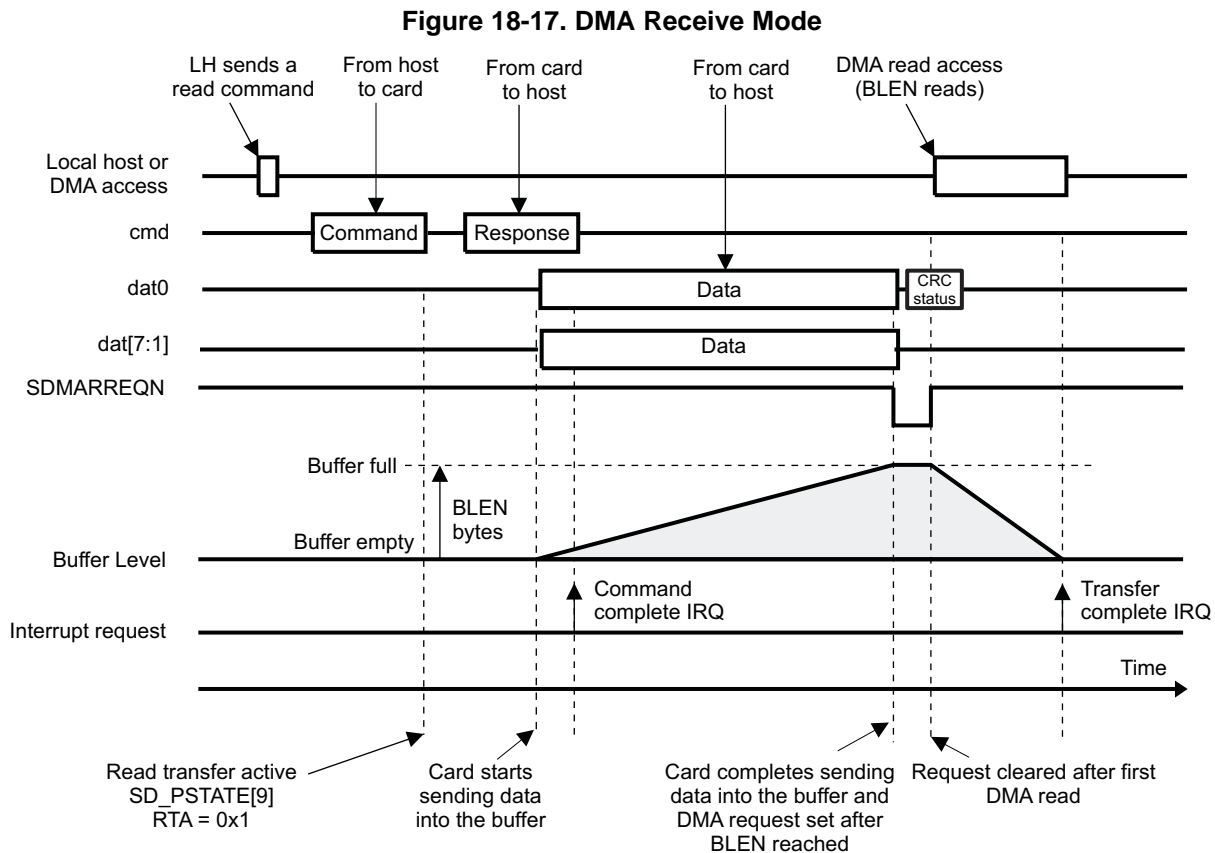 Figure 18-17. DMA Receive Mode
LH sends a
read command
From host
to card
From card
to host
From card
to host
DMA read access
(BLEN reads)
Local host or
DMA access
cmd
Command
Response
dat0
Data
CRC
status
dat[7:1]
Data
SDMARREQN
Buffer full
BLEN
bytes
Buffer empty
Buffer Level
Command
complete IRQ
Transfer
complete IRQ
Interrupt request
Time
Read transfer active
SD_PSTATE[9]
RTA = 0x1
Card starts
sending data
into the buffer
Card completes sending
data into the buffer and
DMA request set after
BLEN reached
Request cleared after first
DMA read